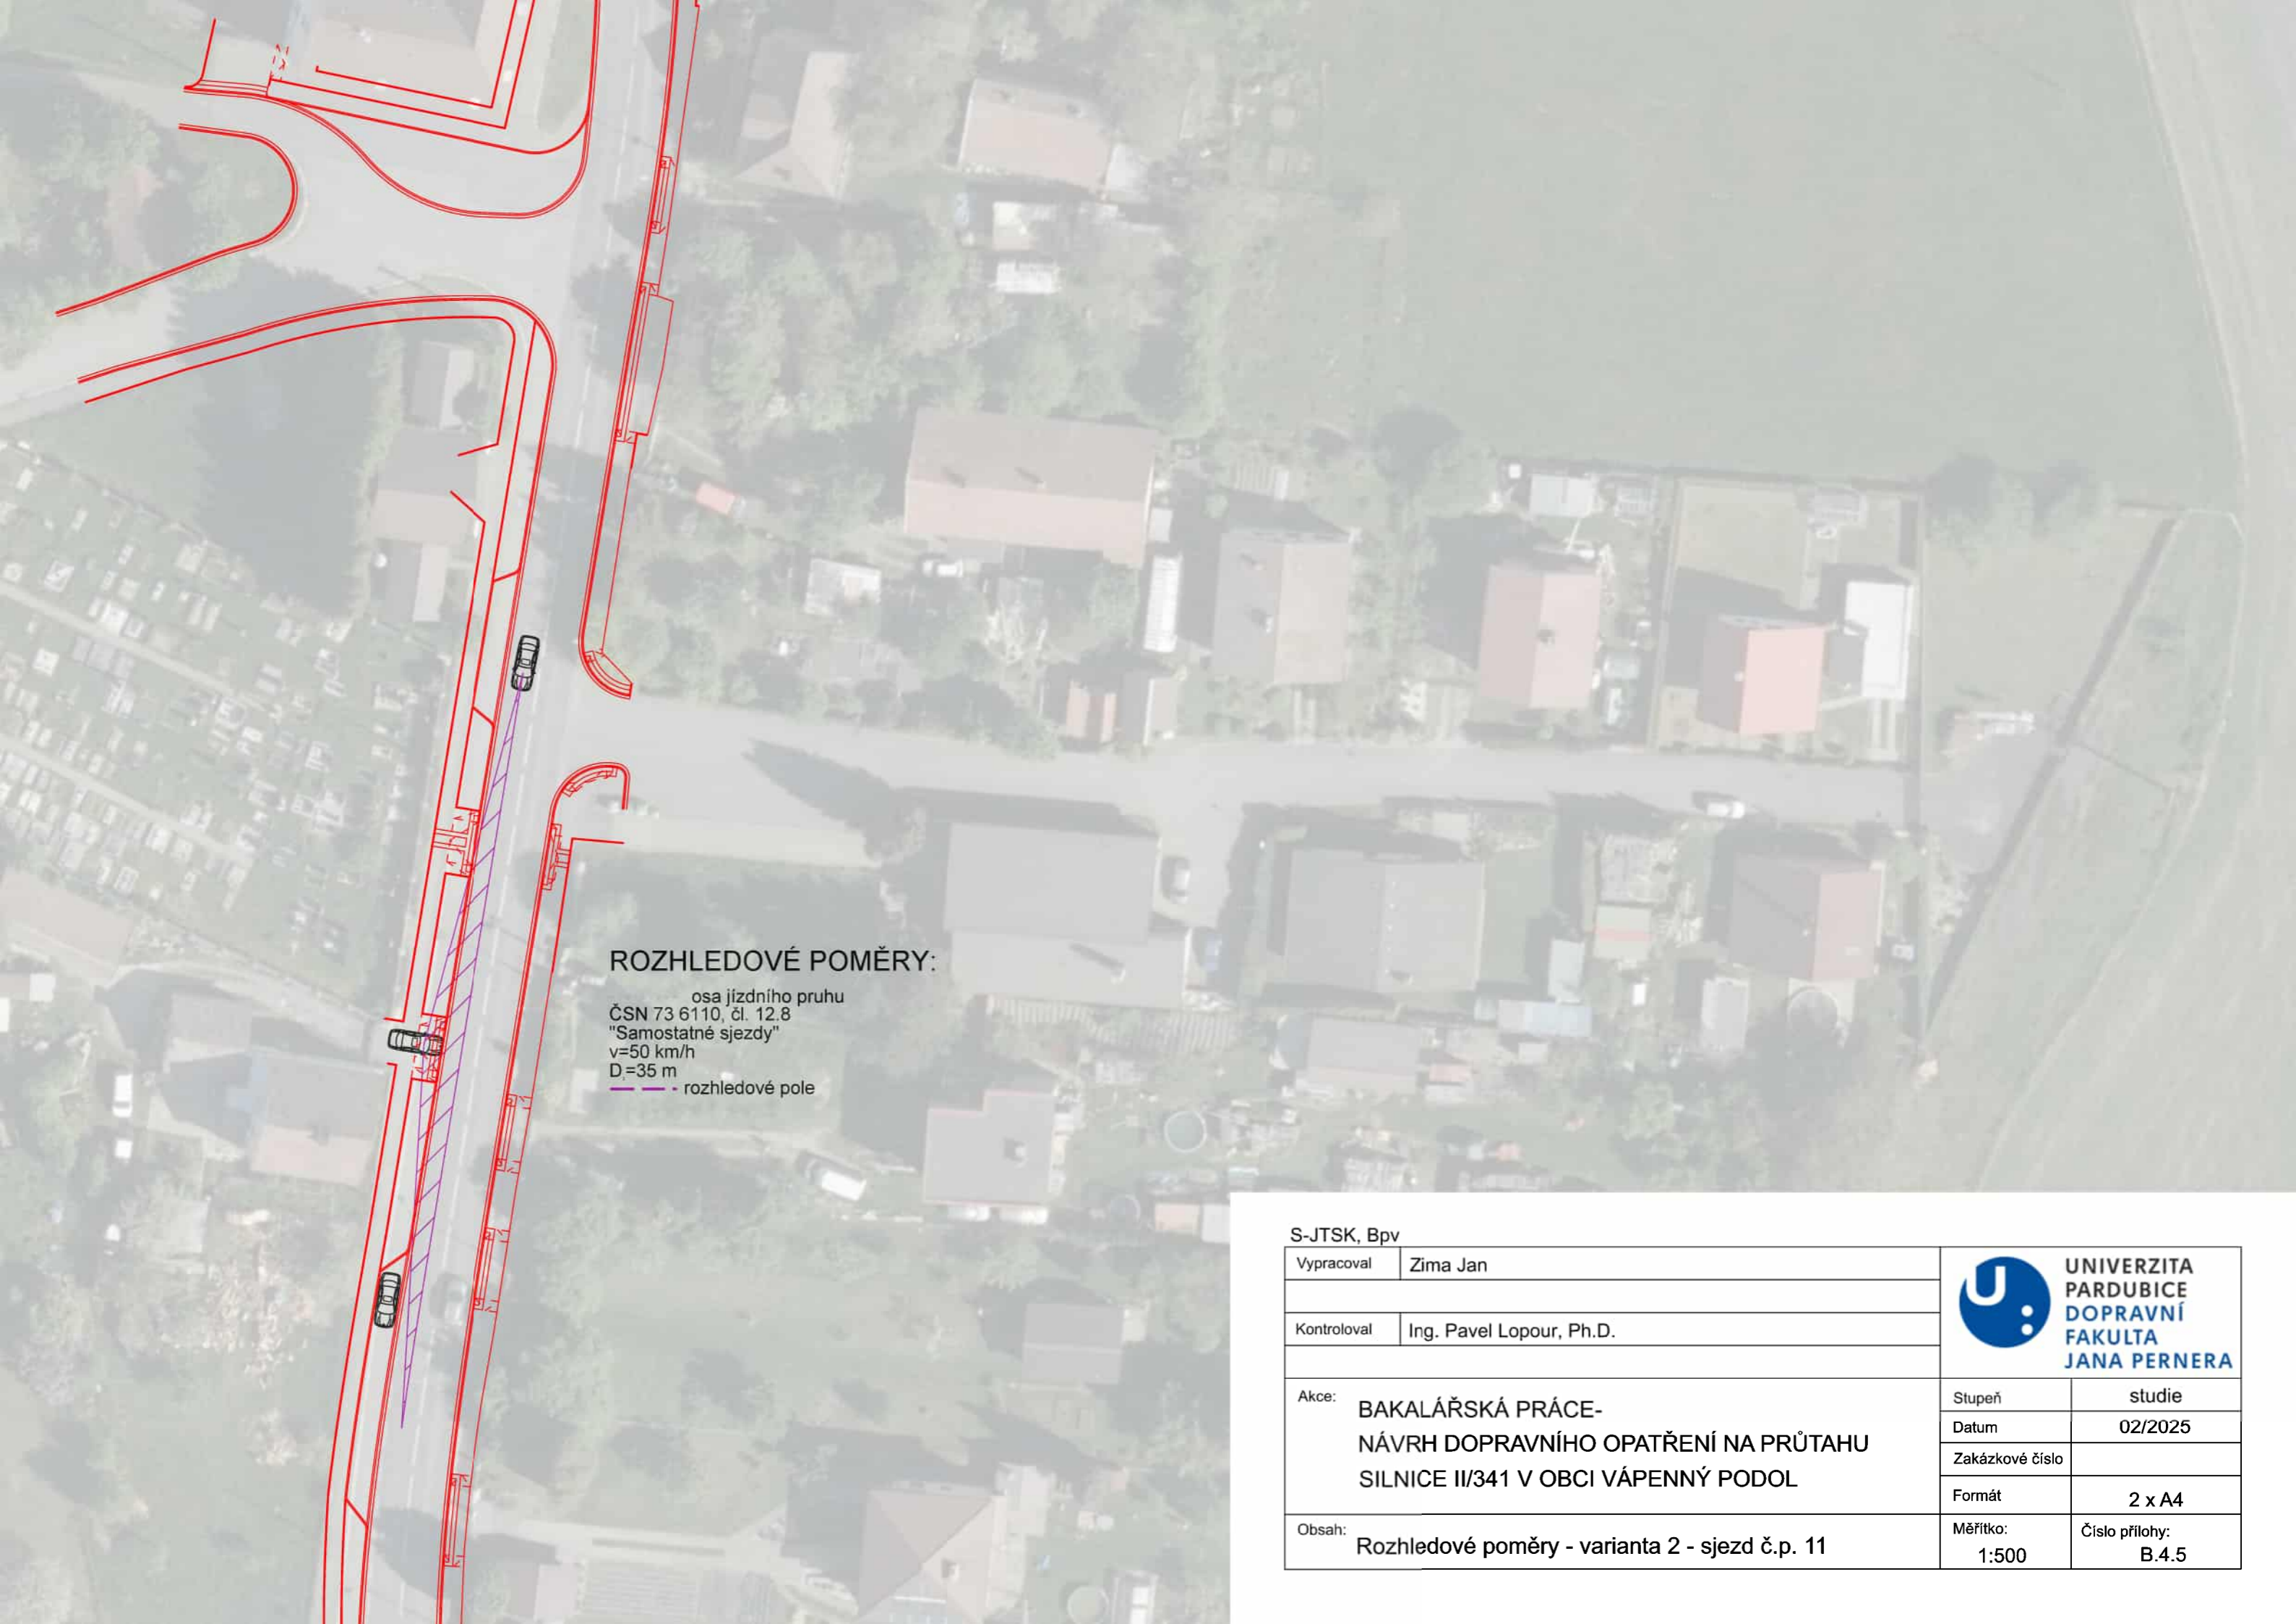 ROZHLEDOVÉ POMĚRY:
osa jízdního pruhu
ČSN 73 6110, čl. 12.8
"Samostatné sjezdy"
v=50 km/h
D =35 m
rozhledové pole
S-JTSK, Bpv
Vypracoval Zima Jan
Kontroloval Ing. Pavel Lopour, Ph.D.
UNIVERZITA
PARDUBICE
DOPRAVNÍ
FAKULTA
JANA PERNERA
Akce: BAKALÁŘSKÁ PRÁCE-
NÁVRH DOPRAVNÍHO OPATŘENÍ NA PRŮTAHU
SILNICE II/341 V OBCI VÁPENNÝ PODOL
Stupeň studie
Datum 02/2025
Zakázkové číslo
Formát 2 x A4
Obsah: Rozhledové poměry - varianta 2 - sjezd č.p. 11
Měřítko: 1:500
Číslo přílohy: B.4.5